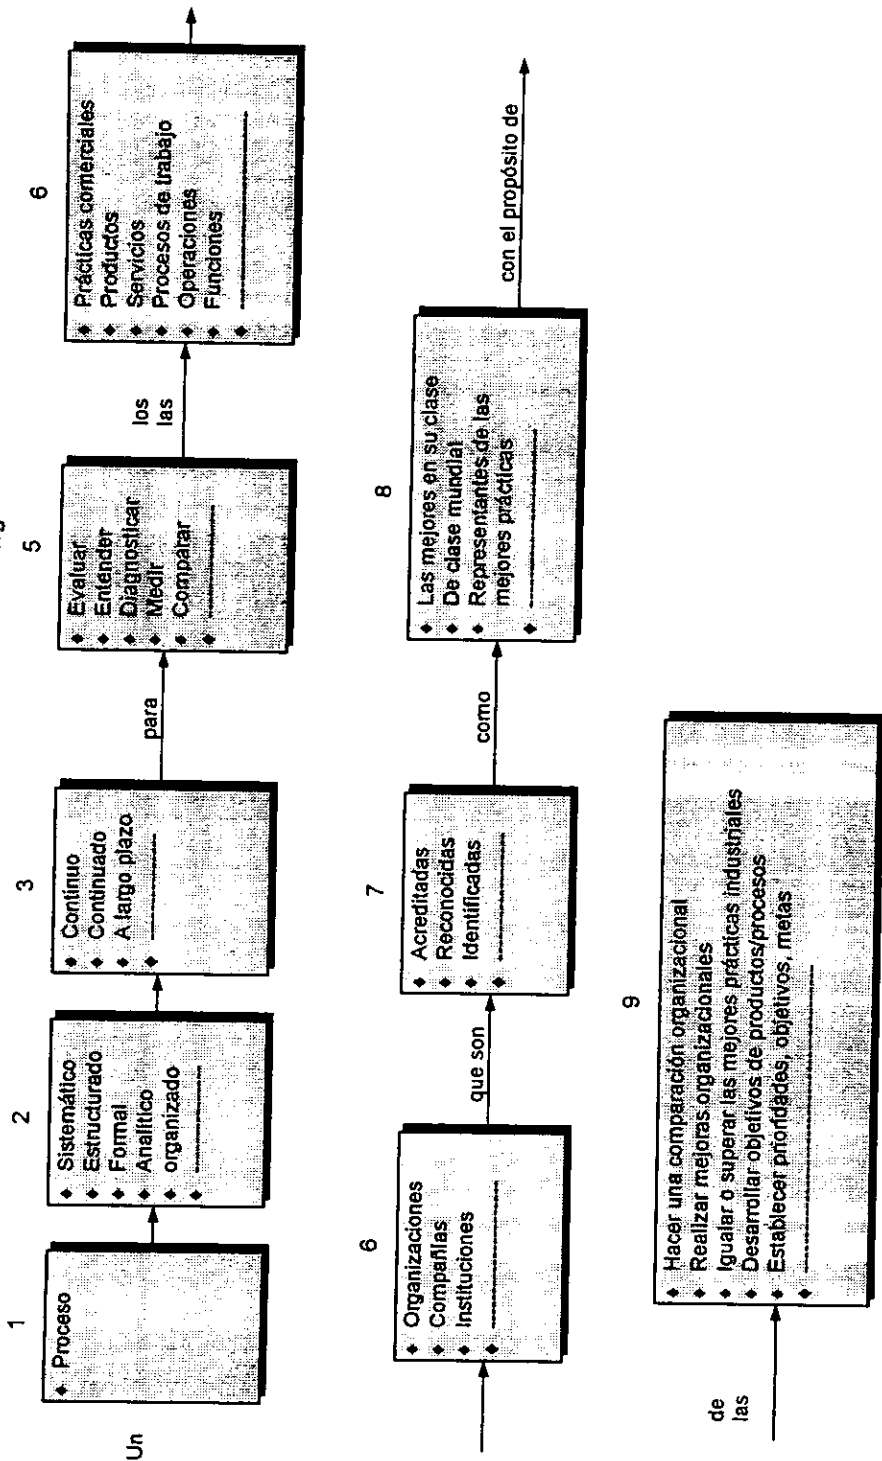 1
2
3
5
6
Un
◆ Proceso
◆ Sistemático
◆ Estructurado
◆ Formal
◆ Analítico
◆ organizado
◆
◆ Continuo
◆ Continuado
◆ A largo plazo
◆
para
◆ Evaluar
◆ Entender
◆ Diagnosticar
◆ Medir
◆ Comparar
◆
los
las
◆ Prácticas comerciales
◆ Productos
◆ Servicios
◆ Procesos de trabajo
◆ Operaciones
◆ Funciones
◆
6
7
8
◆ Organizaciones
◆ Compañías
◆ Instituciones
◆
que son
◆ Acreditadas
◆ Reconocidas
◆ Identificadas
◆
como
◆ Las mejores en su clase
◆ De clase mundial
◆ Representantes de las
mejores prácticas
◆
con el propósito de
9
de
las
◆ Hacer una comparación organizacional
◆ Realizar mejoras organizacionales
◆ Igualar o superar las mejores prácticas industriales
◆ Desarrollar objetivos de productos/procesos
◆ Establecer prioridades, objetivos, metas
◆